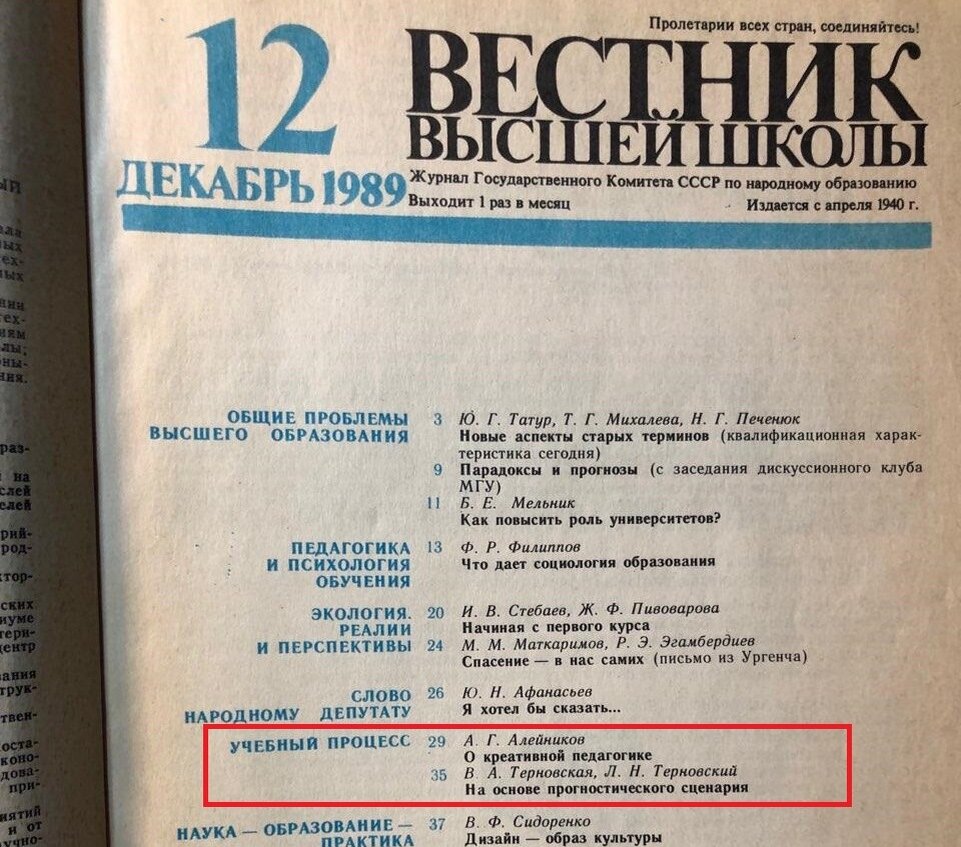 Пролетарии всех стран, соединяйтесь!
12
ВЕСТНИК
ВЫСШЕЙ ШКОЛЫ
ДЕКАБРЬ 1989
Журнал Государственного Комитета СССР по народному образованию
Выходит 1 раз в месяц
Издается с апреля 1940 г.
ОБЩИЕ ПРОБЛЕМЫ
ВЫСШЕГО ОБРАЗОВАНИЯ
3 Ю. Г. Татур, Т. Г. Михалева, Н. Г. Печенюк
Новые аспекты старых терминов (квалификационная харак-
теристика сегодня)
9 Парадоксы и прогнозы (с заседания дискуссионного клуба
МГУ)
11 Б. Е. Мельник
Как повысить роль университетов?
ПЕДАГОГИКА
И ПСИХОЛОГИЯ
ОБУЧЕНИЯ
13 Ф. Р. Филиппов
Что дает социология образования
ЭКОЛОГИЯ.
РЕАЛИИ
И ПЕРСПЕКТИВЫ
20 И. В. Стебаев, Ж. Ф. Пивоварова
Начиная с первого курса
24 М. М. Маткаримов, Р. Э. Эгамбердиев
Спасение — в нас самих (письмо из Ургенча)
СЛОВО
НАРОДНОМУ ДЕПУТАТУ
26 Ю. Н. Афанасьев
Я хотел бы сказать...
УЧЕБНЫЙ ПРОЦЕСС
29 А. Г. Алейников
О креативной педагогике
35 В А. Терновская, Л. Н. Терновский
На основе прогностического сценария
НАУКА — ОБРАЗОВАНИЕ —
ПРАКТИКА
37 В. Ф. Сидоренко
Дизайн — образ культуры